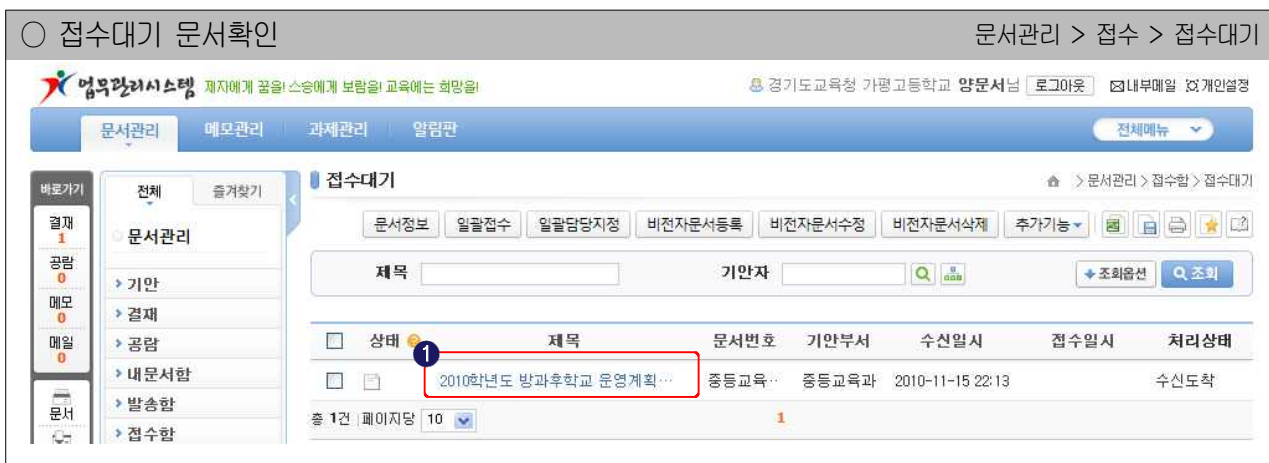 ○ 접수대기 문서확인 문서관리 > 접수 > 접수대기
업무관리시스템 제자에게 꿈을! 스승에게 보람을! 교육에는 희망을! 경기도교육청 가평고등학교 양문서님 로그아웃 내부메일 개인설정
문서관리 메모관리 과제관리 알림판 전체메뉴
바로가기 전체 즐겨찾기 접수대기 > 문서관리 > 접수함 > 접수대기
결재 1 문서관리 문서정보 일괄접수 일괄담당지정 비전자문서등록 비전자문서수정 비전자문서삭제 추가기능
공람 0 기안 제목 기안자 조회옵션 조회
메모 0 결재
메일 0 공람 상태 제목 문서번호 기안부서 수신일시 접수일시 처리상태
1
내문서함 2010학년도 방과후학교 운영계획… 중등교육… 중등교육과 2010-11-15 22:13 수신도착
문서 발송함 총 1건 페이지당 10 1
접수함